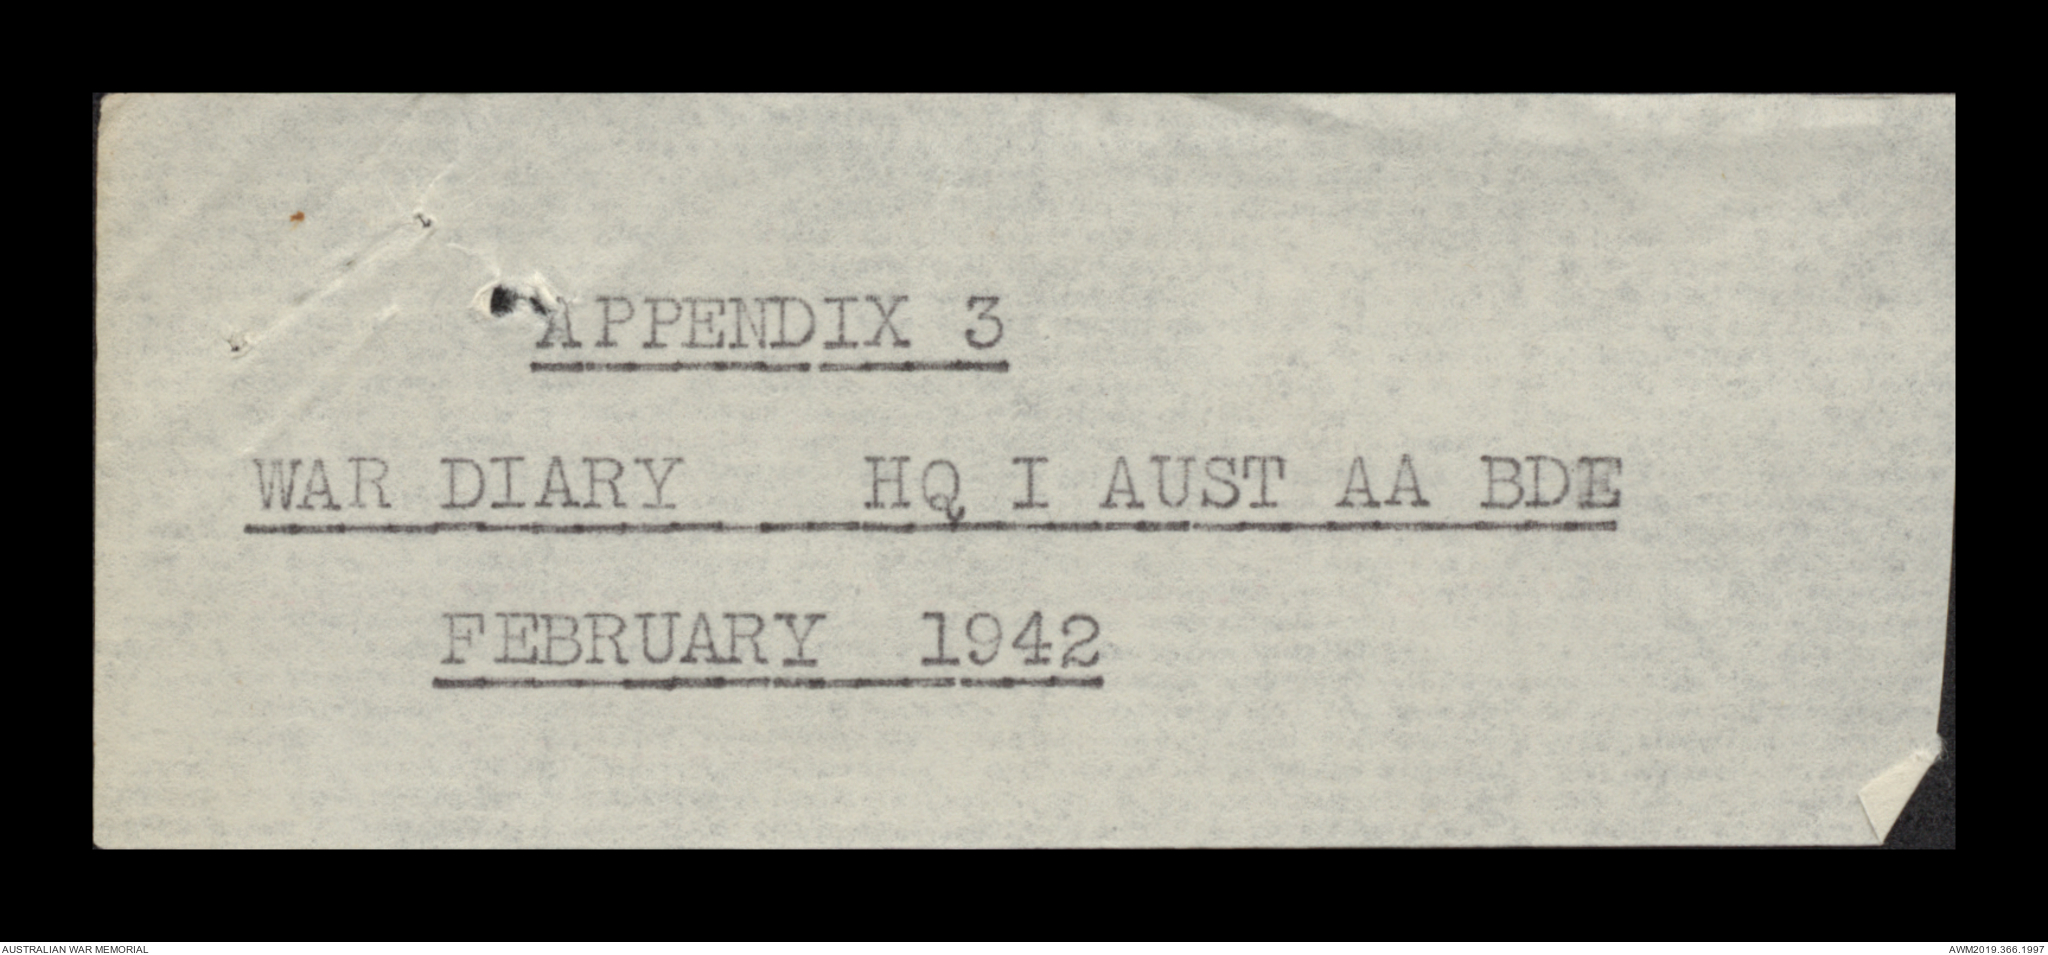 APPENDIX 3
WAR DIARY HQ I AUST AA BDE
FEBRUARY 1942
AUSTRALIAN WAR MEMORIAL
AWM2019.366.1997